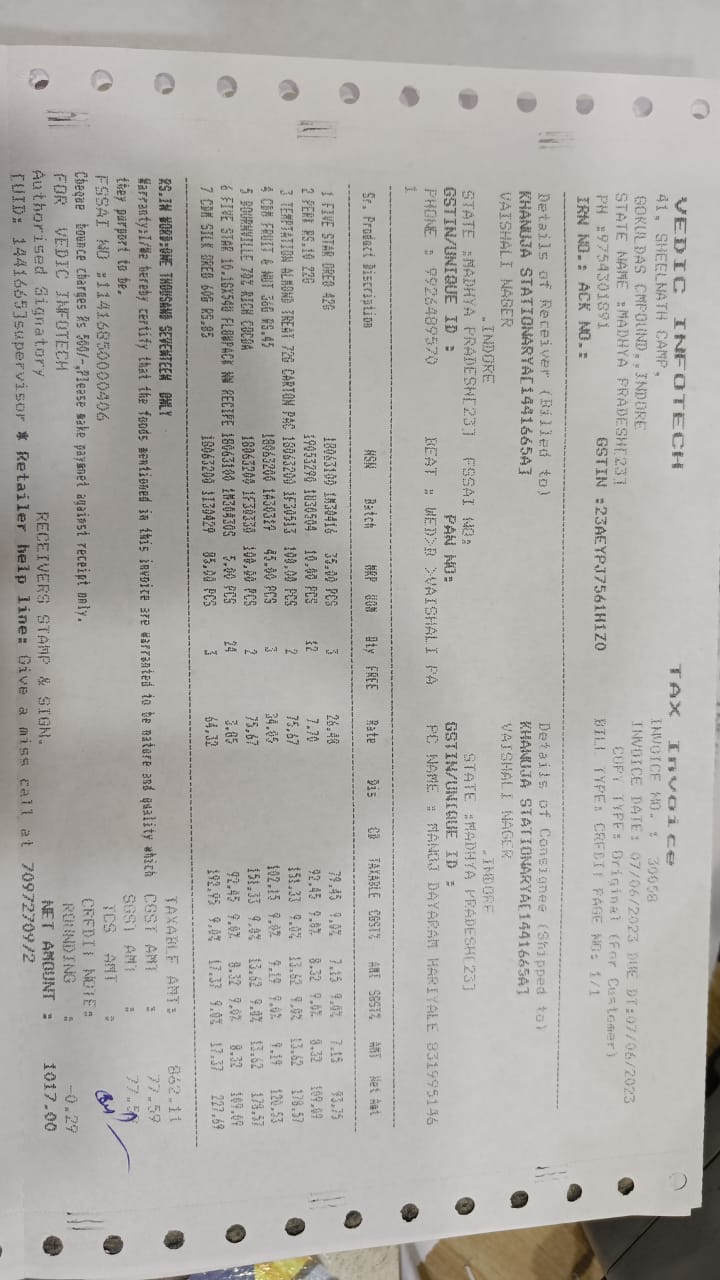 VEDIC INFOTECH
TAX Invoice
41, SHEELNATH CAMP,
INVOICE NO. : 30058
GOKULDAS CMPOUND,,INDORE
INVOICE DATE: 07/06/2023 DUE DT:07/06/2023
STATE NAME :MADHYA PRADESH[23]
COPY TYPE: Original (For Customer)
PH :9754301891 GSTIN :23AEYPJ7561H1Z0
BILL TYPE: CREDIT PAGE NO: 1/1
IRN NO.: ACK NO.:
Details of Receiver (Billed to) Details of Consignee (Shipped to)
KHANUJA STATIONARYA[1441665A] KHANUJA STATIONARYA[1441665A]
VAISHALI NAGER VAISHALI NAGER
.INDORE .INDORE
STATE :MADHYA PRADESH[23] FSSAI NO: STATE :MADHYA PRADESH[23]
GSTIN/UNIQUE ID : PAN NO: GSTIN/UNIQUE ID :
PHONE : 9926489570 BEAT : WED>B >VAISHALI PA PC NAME : MANOJ DAYARAM HARIYALE 831995146
1
Sr. Product Discription HSN Batch MRP UOM Qty FREE Rate Dis CD TAXABLE CGST% AMT SGST% AMT Net Amt
1 FIVE STAR OREO 42G 18063100 1M30416 35.00 PCS 3 26.48 79.45 9.0% 7.15 9.0% 7.15 93.75
2 PERK RS.10 22G 19053290 1U30504 10.00 PCS 12 7.70 92.45 9.0% 8.32 9.0% 8.32 109.09
3 TEMPTATION ALMOND TREAT 72G CARTON PAC 18063200 1F30513 100.00 PCS 2 75.67 151.33 9.0% 13.62 9.0% 13.62 178.57
4 CDM FRUIT & NUT 36G RS.45 18063200 1A30319 45.00 PCS 3 34.05 102.15 9.0% 9.19 9.0% 9.19 120.53
5 BOURNVILLE 70% RICH COCOA 18063200 1F30330 100.00 PCS 2 75.67 151.33 9.0% 13.62 9.0% 13.62 178.57
6 FIVE STAR 10.1GX540 FLOWPACK NW RECIPE 18063100 1M30430S 5.00 PCS 24 3.85 92.45 9.0% 8.32 9.0% 8.32 109.09
7 CDM SILK OREO 60G RS.85 18063200 1I30429 85.00 PCS 3 64.32 192.95 9.0% 17.37 9.0% 17.37 227.69
RS.IN WORD:ONE THOUSAND SEVENTEEN ONLY
TAXABLE AMT: 862.11
Warranty:I/We hereby certify that the foods mentioned in this invoice are warranted to be nature and quality which
CGST AMT : 77.59
they purport to be.
SGST AMT : 77.59
FSSAI NO :11416850000406
TCS AMT :
Cheque bounce charges Rs 500/-,Please make paymnet against receipt only.
CREDIT NOTE:
FOR VEDIC INFOTECH
ROUNDING : -0.29
Authorised Signatory RECEIVERS STAMP & SIGN.
NET AMOUNT : 1017.00
[UID: 1441665]supervisor * Retailer help line: Give a miss call at 70972709/2